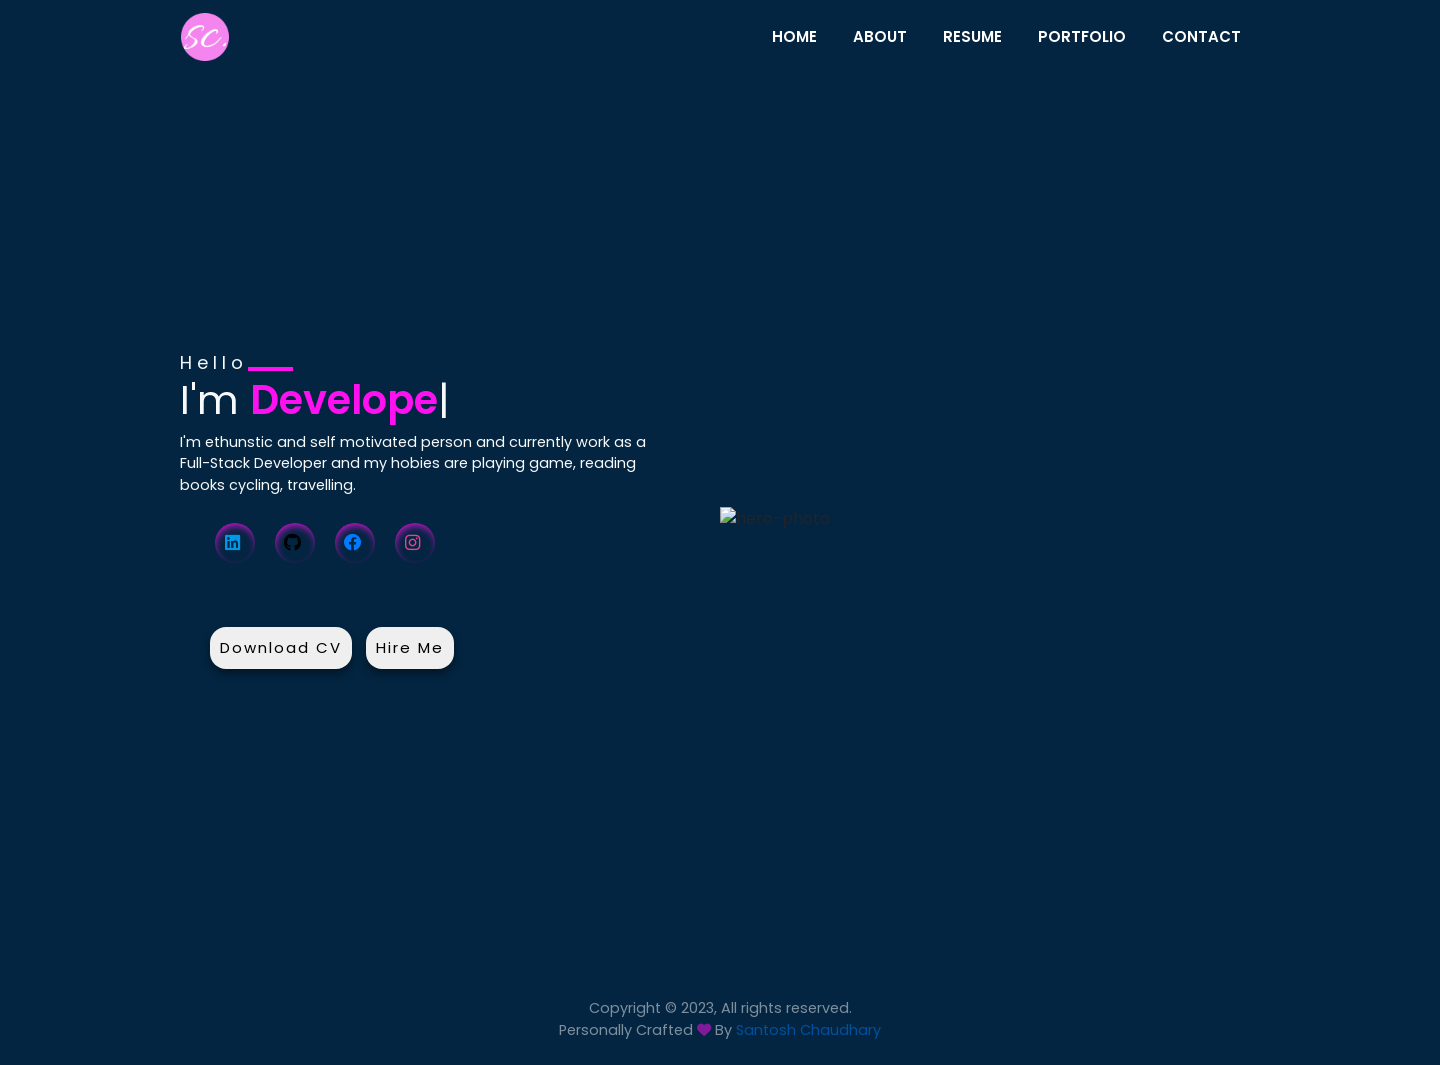 SC.
HOME ABOUT RESUME PORTFOLIO CONTACT
Hello
I'm Develope|
I'm ethunstic and self motivated person and currently work as a
Full-Stack Developer and my hobies are playing game, reading
books cycling, travelling.
hero-photo
Download CV Hire Me
Copyright © 2023, All rights reserved.
Personally Crafted By Santosh Chaudhary